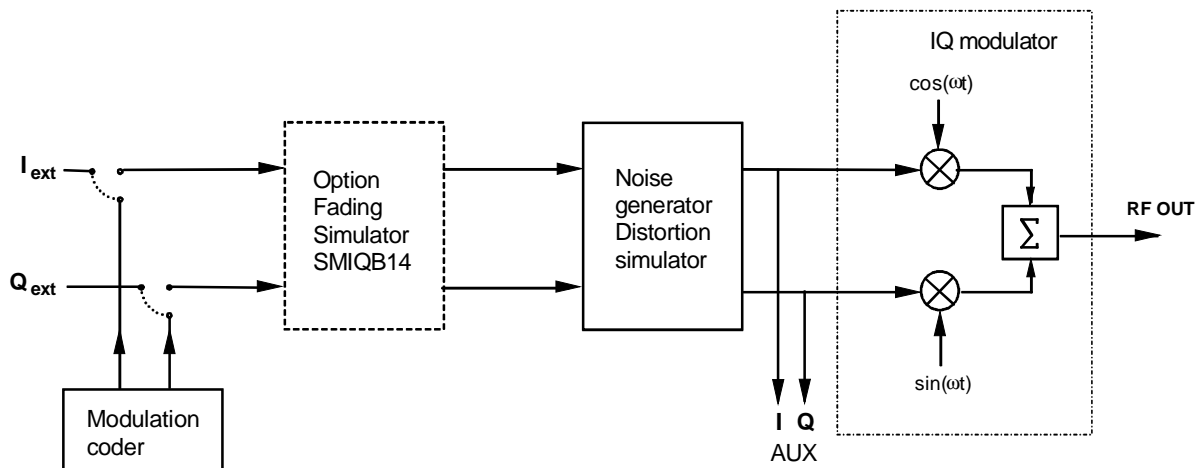 IQ modulator
cos(ωt)
I ext
Option
Fading
Simulator
SMIQB14
Noise
generator
Distortion
simulator
Σ
RF OUT
Q ext
sin(ωt)
Modulation
coder
I Q
AUX